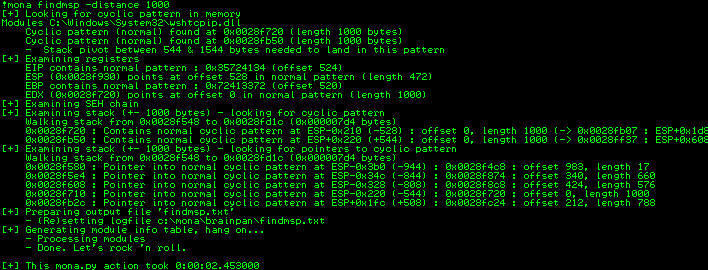 !mona findmsp -distance 1000
[+] Looking for cyclic pattern in memory
Modules C:\Windows\System32\wshtcpip.dll
Cyclic pattern (normal) found at 0x0028f720 (length 1000 bytes)
Cyclic pattern (normal) found at 0x0028fb50 (length 1000 bytes)
- Stack pivot between 544 & 1544 bytes needed to land in this pattern
[+] Examining registers
EIP contains normal pattern : 0x35724134 (offset 524)
ESP (0x0028f930) points at offset 528 in normal pattern (length 472)
EBP contains normal pattern : 0x72413372 (offset 520)
EDX (0x0028f720) points at offset 0 in normal pattern (length 1000)
[+] Examining SEH chain
[+] Examining stack (+- 1000 bytes) - looking for cyclic pattern
Walking stack from 0x0028f548 to 0x0028fd1c (0x000007d4 bytes)
0x0028f720 : Contains normal cyclic pattern at ESP-0x210 (-528) : offset 0, length 1000 (-> 0x0028fb07 : ESP+0x1d8
0x0028fb50 : Contains normal cyclic pattern at ESP+0x220 (+544) : offset 0, length 1000 (-> 0x0028ff37 : ESP+0x608
[+] Examining stack (+- 1000 bytes) - looking for pointers to cyclic pattern
Walking stack from 0x0028f548 to 0x0028fd1c (0x000007d4 bytes)
0x0028f580 : Pointer into normal cyclic pattern at ESP-0x3b0 (-944) : 0x0028f4c8 : offset 983, length 17
0x0028f5e4 : Pointer into normal cyclic pattern at ESP-0x34c (-844) : 0x0028f874 : offset 340, length 660
0x0028f608 : Pointer into normal cyclic pattern at ESP-0x328 (-808) : 0x0028f8c8 : offset 424, length 576
0x0028f710 : Pointer into normal cyclic pattern at ESP-0x220 (-544) : 0x0028f720 : offset 0, length 1000
0x0028fb2c : Pointer into normal cyclic pattern at ESP+0x1fc (+508) : 0x0028fc24 : offset 212, length 788
[+] Preparing output file 'findmsp.txt'
- (Re)setting logfile c:\mona\brainpan\findmsp.txt
[+] Generating module info table, hang on...
- Processing modules
- Done. Let's rock 'n roll.
[+] This mona.py action took 0:00:02.453000